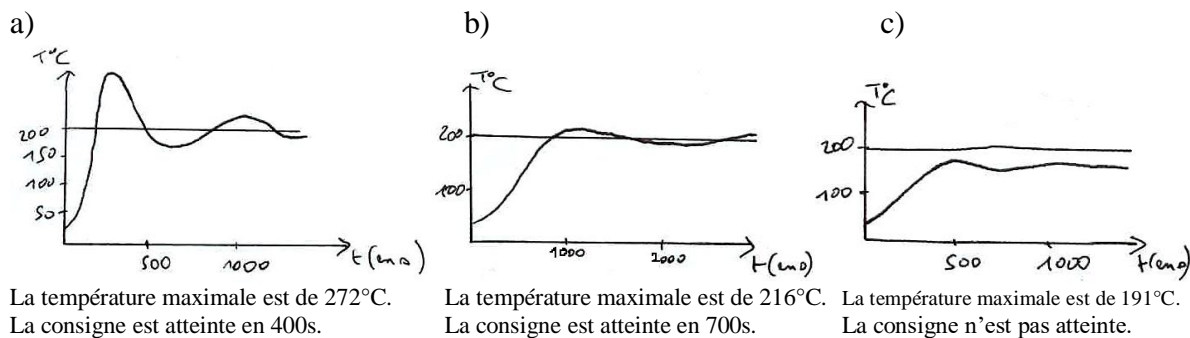 a)
T°C
200
150
100
50
500
1000
t(en s)
La température maximale est de 272°C.
La consigne est atteinte en 400s.
b)
T°C
200
100
1000
2000
t(en s)
La température maximale est de 216°C.
La consigne est atteinte en 700s.
c)
T°C
200
100
500
1000
t(en s)
La température maximale est de 191°C.
La consigne n’est pas atteinte.